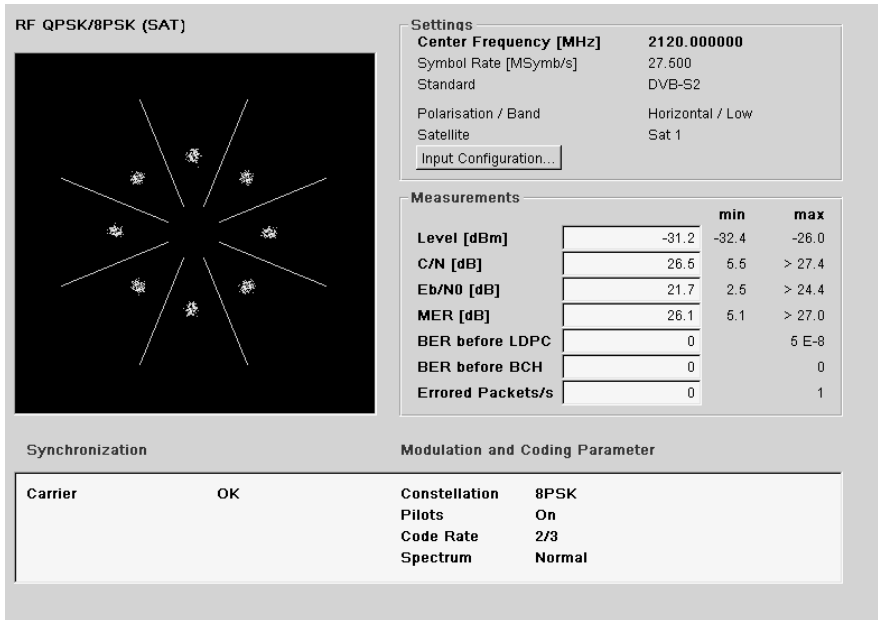 RF QPSK/8PSK (SAT)
Settings
Center Frequency [MHz] 2120.000000
Symbol Rate [MSymb/s] 27.500
Standard DVB-S2
Polarisation / Band Horizontal / Low
Satellite Sat 1
Input Configuration...
Measurements
min max
Level [dBm] -31.2 -32.4 -26.0
C/N [dB] 26.5 5.5 > 27.4
Eb/N0 [dB] 21.7 2.5 > 24.4
MER [dB] 26.1 5.1 > 27.0
BER before LDPC 0 5 E-8
BER before BCH 0 0
Errored Packets/s 0 1
Synchronization Modulation and Coding Parameter
Carrier OK Constellation 8PSK
Pilots On
Code Rate 2/3
Spectrum Normal